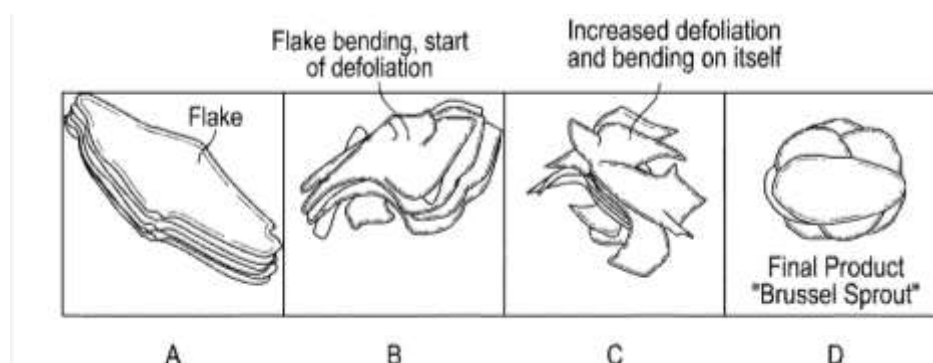 Flake bending, start
of defoliation
Increased defoliation
and bending on itself
Flake
Final Product
"Brussel Sprout"
A
B
C
D